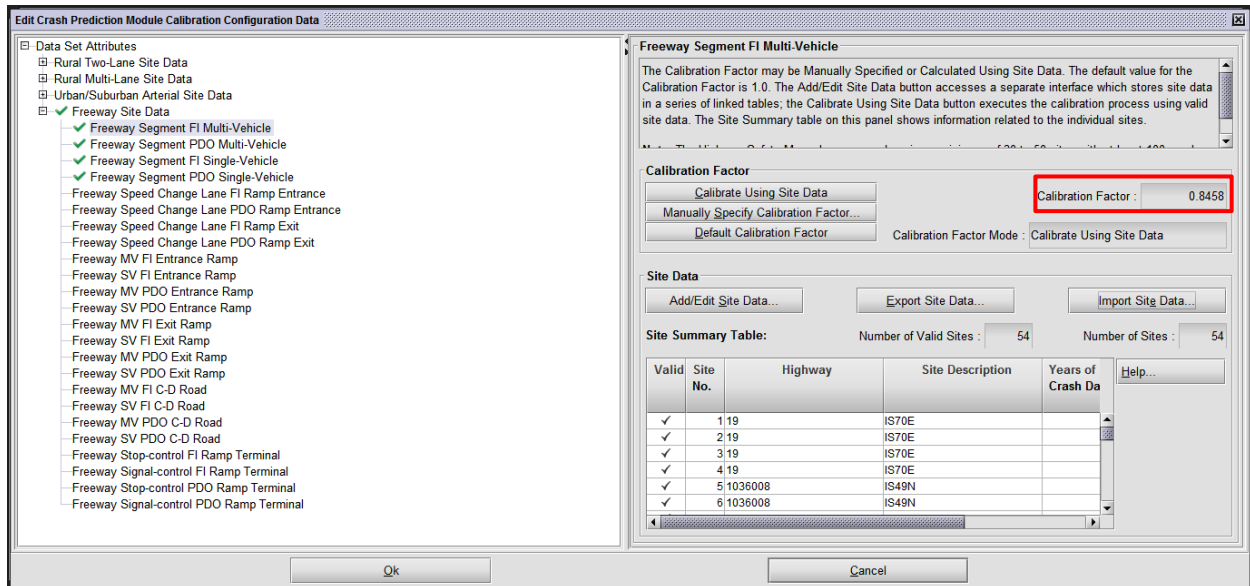 Edit Crash Prediction Module Calibration Configuration Data
Data Set Attributes
Rural Two-Lane Site Data
Rural Multi-Lane Site Data
Urban/Suburban Arterial Site Data
Freeway Site Data
Freeway Segment FI Multi-Vehicle
Freeway Segment PDO Multi-Vehicle
Freeway Segment FI Single-Vehicle
Freeway Segment PDO Single-Vehicle
Freeway Speed Change Lane FI Ramp Entrance
Freeway Speed Change Lane PDO Ramp Entrance
Freeway Speed Change Lane FI Ramp Exit
Freeway Speed Change Lane PDO Ramp Exit
Freeway MV FI Entrance Ramp
Freeway SV FI Entrance Ramp
Freeway MV PDO Entrance Ramp
Freeway SV PDO Entrance Ramp
Freeway MV FI Exit Ramp
Freeway SV FI Exit Ramp
Freeway MV PDO Exit Ramp
Freeway SV PDO Exit Ramp
Freeway MV FI C-D Road
Freeway SV FI C-D Road
Freeway MV PDO C-D Road
Freeway SV PDO C-D Road
Freeway Stop-control FI Ramp Terminal
Freeway Signal-control FI Ramp Terminal
Freeway Stop-control PDO Ramp Terminal
Freeway Signal-control PDO Ramp Terminal
Freeway Segment FI Multi-Vehicle
The Calibration Factor may be Manually Specified or Calculated Using Site Data. The default value for the
Calibration Factor is 1.0. The Add/Edit Site Data button accesses a separate interface which stores site data
in a series of linked tables; the Calibrate Using Site Data button executes the calibration process using valid
site data. The Site Summary table on this panel shows information related to the individual sites.
Calibration Factor
Calibrate Using Site Data
Calibration Factor : 0.8458
Manually Specify Calibration Factor...
Default Calibration Factor
Calibration Factor Mode : Calibrate Using Site Data
Site Data
Add/Edit Site Data... Export Site Data... Import Site Data...
Site Summary Table: Number of Valid Sites : 54 Number of Sites : 54
Valid Site No. Highway Site Description Years of Crash Da Help...
1 19 IS70E
2 19 IS70E
3 19 IS70E
4 19 IS70E
5 1036008 IS49N
6 1036008 IS49N
Ok Cancel